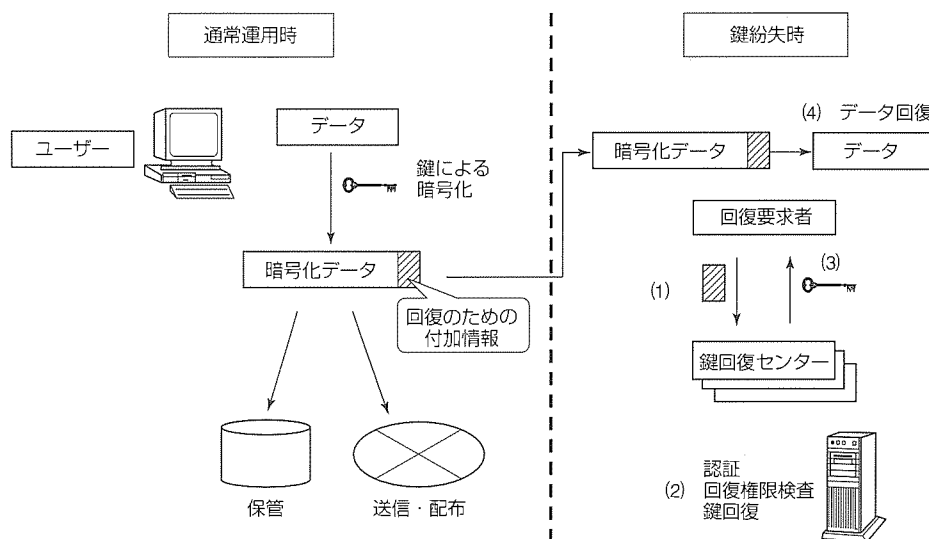 通常運用時
ユーザー
データ
鍵による
暗号化
暗号化データ
回復のための
付加情報
保管
送信・配布
鍵紛失時
(4) データ回復
暗号化データ
データ
回復要求者
(1)
(3)
鍵回復センター
認証
(2) 回復権限検査
鍵回復